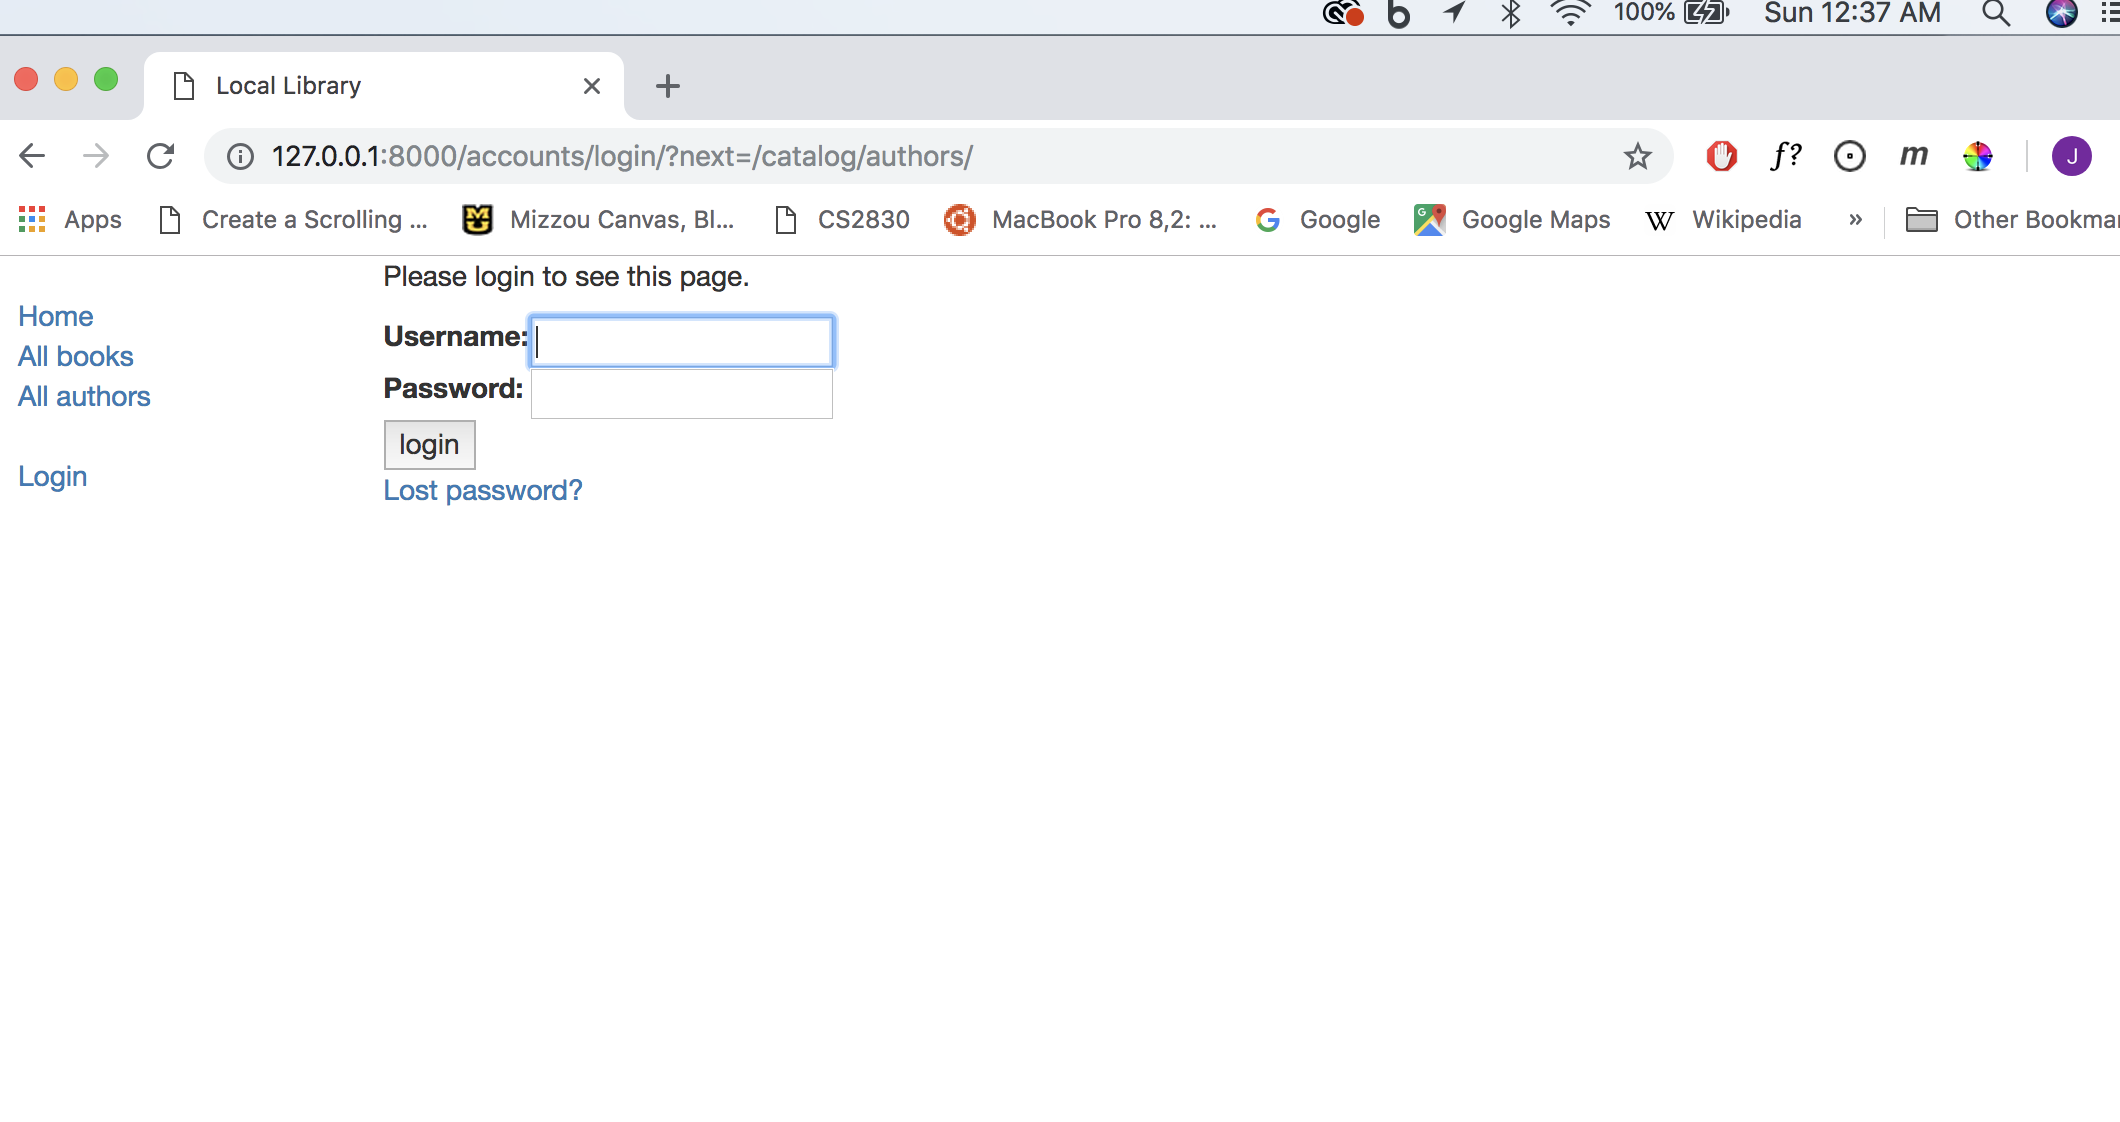 100% Sun 12:37 AM
Local Library
127.0.0.1:8000/accounts/login/?next=/catalog/authors/
f? m J
Apps Create a Scrolling ... Mizzou Canvas, Bl... CS2830 MacBook Pro 8,2: ... Google Google Maps W Wikipedia » Other Bookmar
Please login to see this page.
Home
Username:
All books
Password:
All authors
login
Login
Lost password?